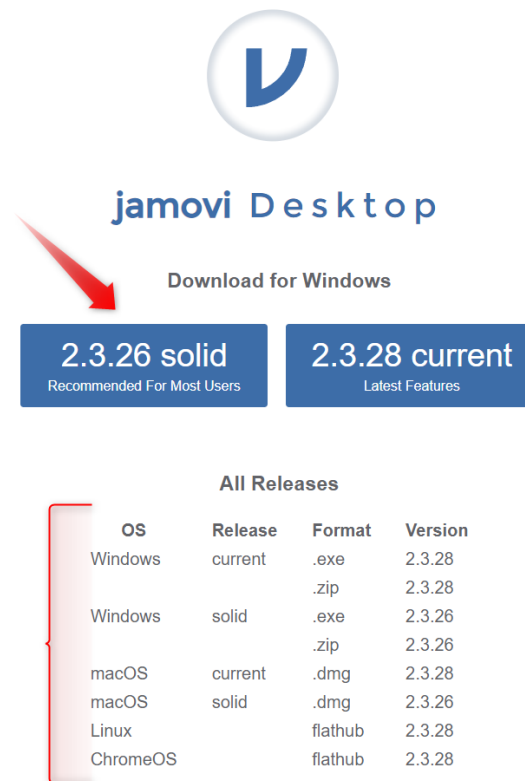 jamovi Desktop
Download for Windows
2.3.26 solid
Recommended For Most Users
2.3.28 current
Latest Features
All Releases
OS Release Format Version
Windows current .exe 2.3.28
.zip 2.3.28
Windows solid .exe 2.3.26
.zip 2.3.26
macOS current .dmg 2.3.28
macOS solid .dmg 2.3.26
Linux flathub 2.3.28
ChromeOS flathub 2.3.28